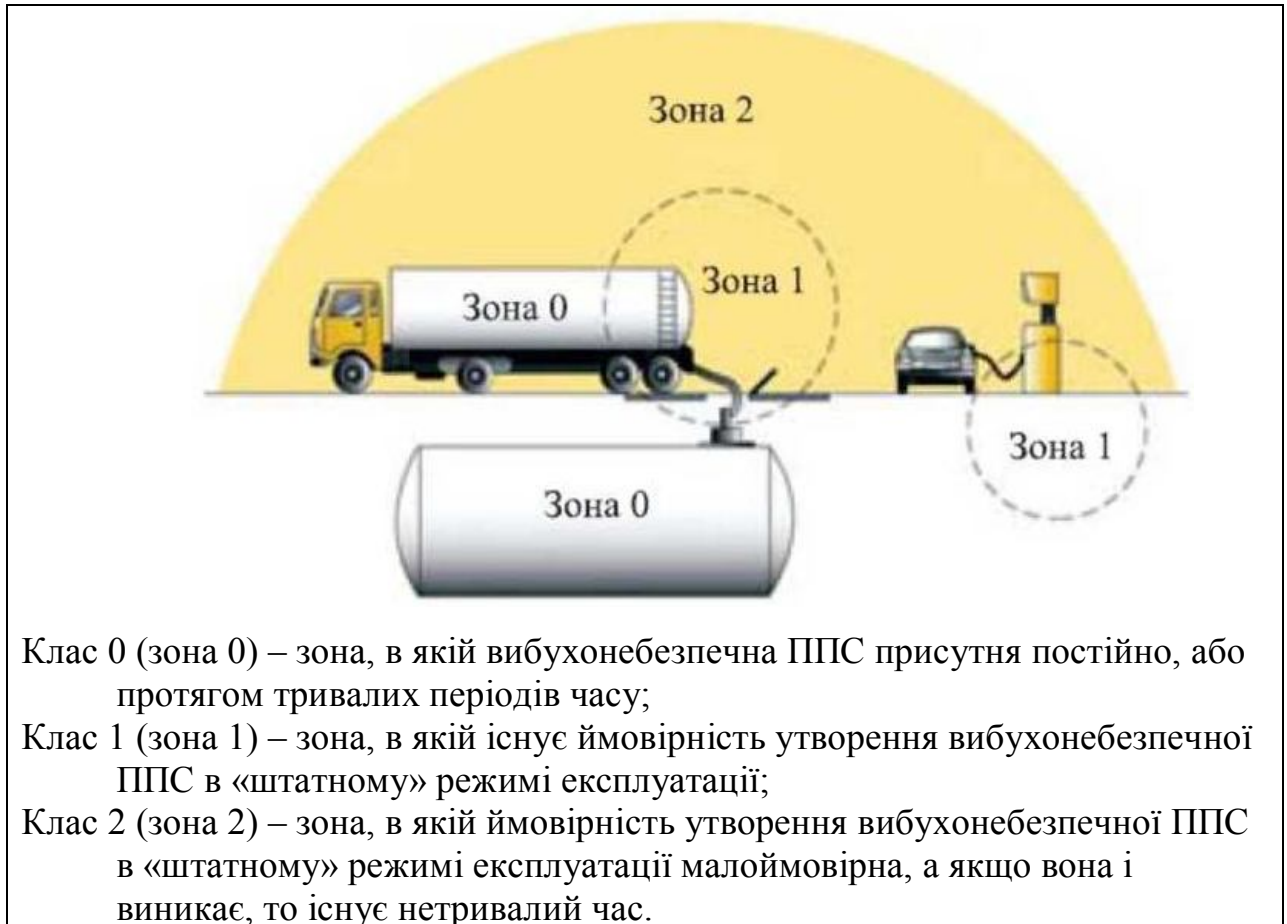 Зона 2
Зона 1
Зона 0
Зона 1
Зона 0
Клас 0 (зона 0) – зона, в якій вибухонебезпечна ППС присутня постійно, або
протягом тривалих періодів часу;
Клас 1 (зона 1) – зона, в якій існує ймовірність утворення вибухонебезпечної
ППС в «штатному» режимі експлуатації;
Клас 2 (зона 2) – зона, в якій ймовірність утворення вибухонебезпечної ППС
в «штатному» режимі експлуатації малоймовірна, а якщо вона і
виникає, то існує нетривалий час.